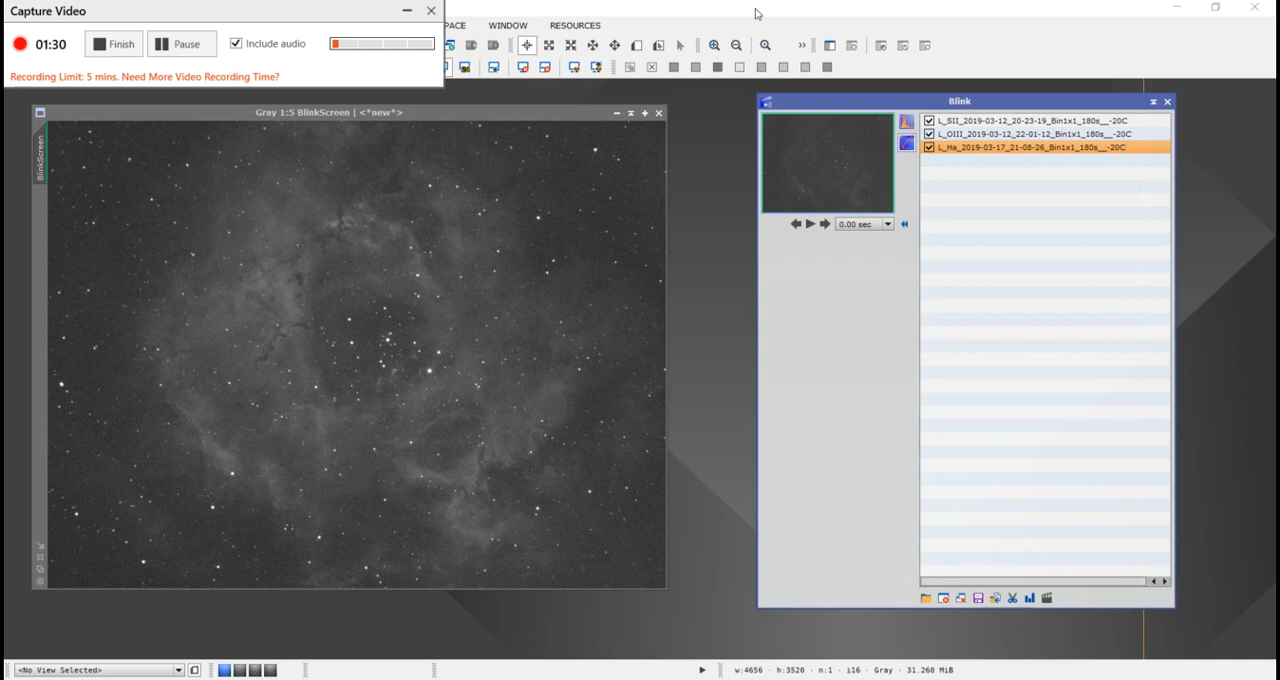 Capture Video
01:30
Finish
Pause
Include audio
Recording Limit: 5 mins. Need More Video Recording Time?
PACE
WINDOW
RESOURCES
Gray 1:5 BlinkScreen | <*new*>
BlinkScreen
Blink
L_SII_2019-03-12_20-23-19_Bin1x1_180s__-20C
L_OIII_2019-03-12_22-01-12_Bin1x1_180s__-20C
L_Ha_2019-03-17_21-08-26_Bin1x1_180s__-20C
0.00 sec
<No View Selected>
w:4656 · h:3520 · n:1 · i16 · Gray · 31.260 MiB